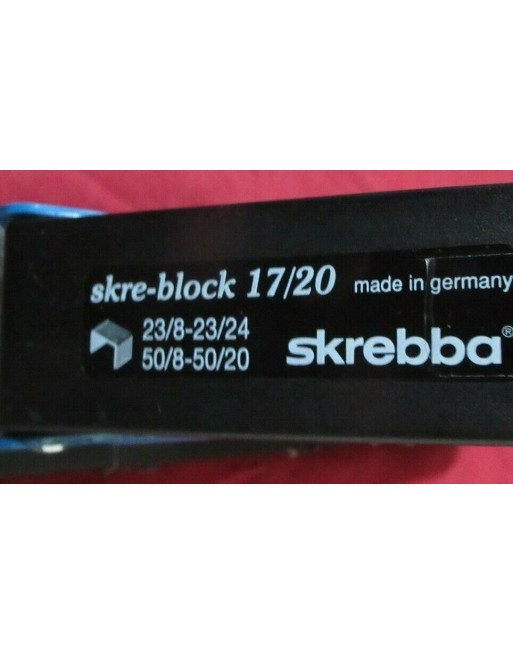 skre-block 17/20 made in germany
23/8-23/24
50/8-50/20
skrebba®